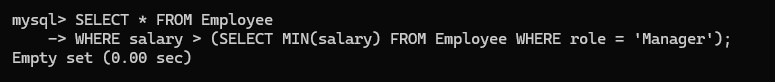 mysql> SELECT * FROM Employee
    -> WHERE salary > (SELECT MIN(salary) FROM Employee WHERE role = 'Manager');
Empty set (0.00 sec)